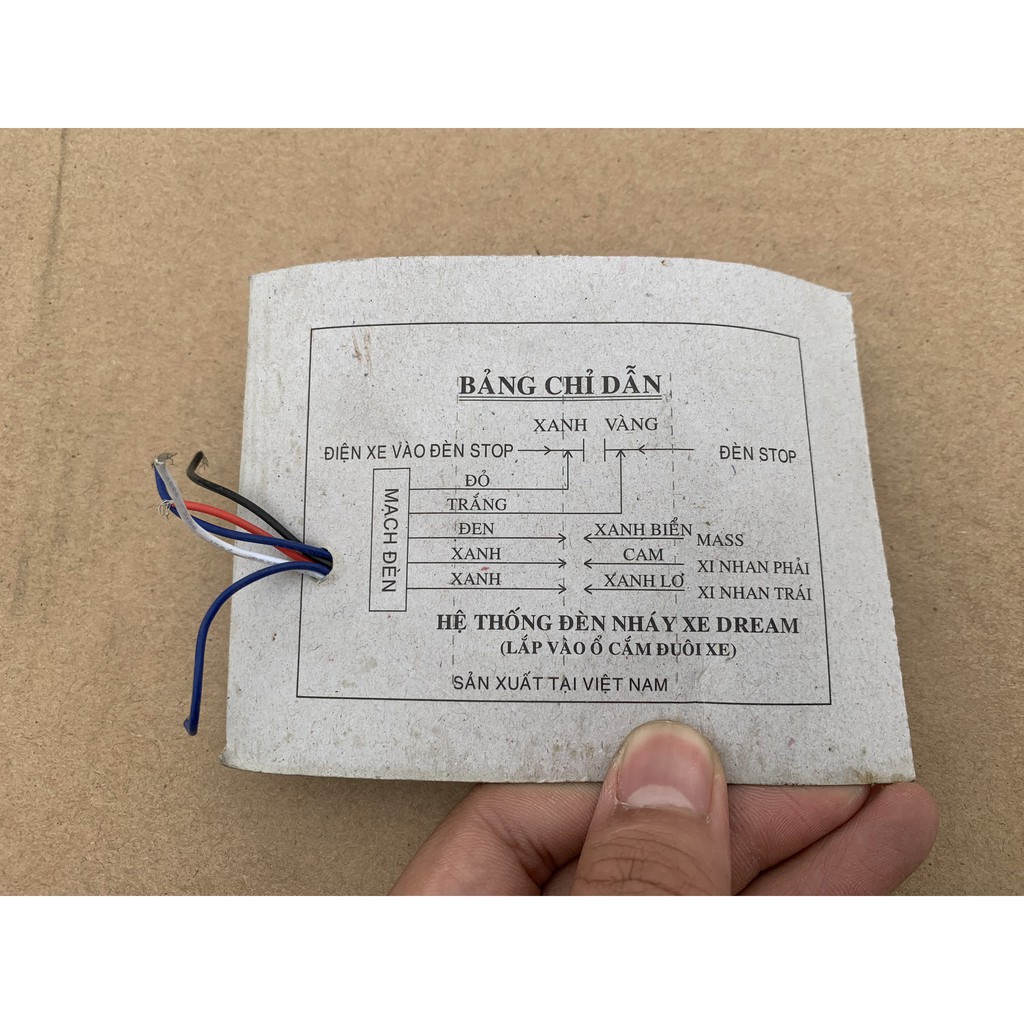 BẢNG CHỈ DẪN
XANH VÀNG
ĐIỆN XE VÀO ĐÈN STOP ĐÈN STOP
MẠCH ĐÈN
ĐỎ
TRẮNG
ĐEN XANH BIỂN MASS
XANH CAM XI NHAN PHẢI
XANH XANH LƠ XI NHAN TRÁI
HỆ THỐNG ĐÈN NHÁY XE DREAM
(LẮP VÀO Ổ CẮM ĐUÔI XE)
SẢN XUẤT TẠI VIỆT NAM